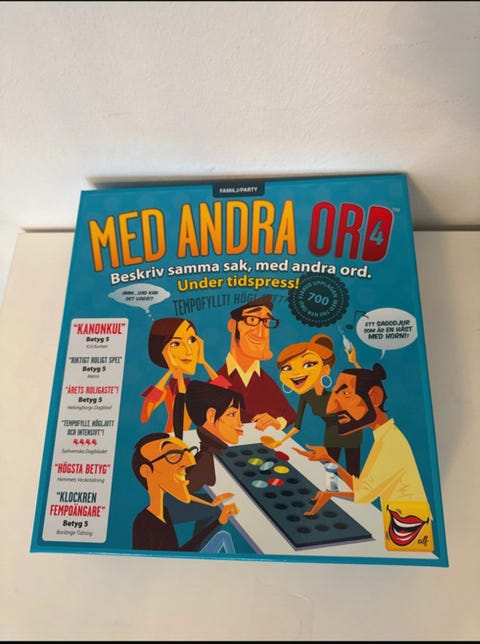 FAMILJ/PARTY
MED ANDRA ORD 4
TM
Beskriv samma sak, med andra ord.
Under tidspress!
TEMPOFYLLT! HÖGLJUTT!
700
HMM...VAD KAN
DET VARA!?
ETT SAGODJUR
SOM ÄR EN HÄST
MED HORN!!
"KANONKUL"
Betyg 5
ICA Kuriren
"RIKTIGT ROLIGT SPEL"
Betyg 5
Metro
"ÅRETS ROLIGASTE"!
Betyg 5
Helsingborgs Dagblad
"TEMPOFYLLT, HÖGLJUTT
OCH INTENSIVT"!
Sydsvenska Dagbladet
"HÖGSTA BETYG"
Hemmets Veckotidning
"KLOCKREN
FEMPOÄNGARE"
Betyg 5
Borlänge Tidning
alf